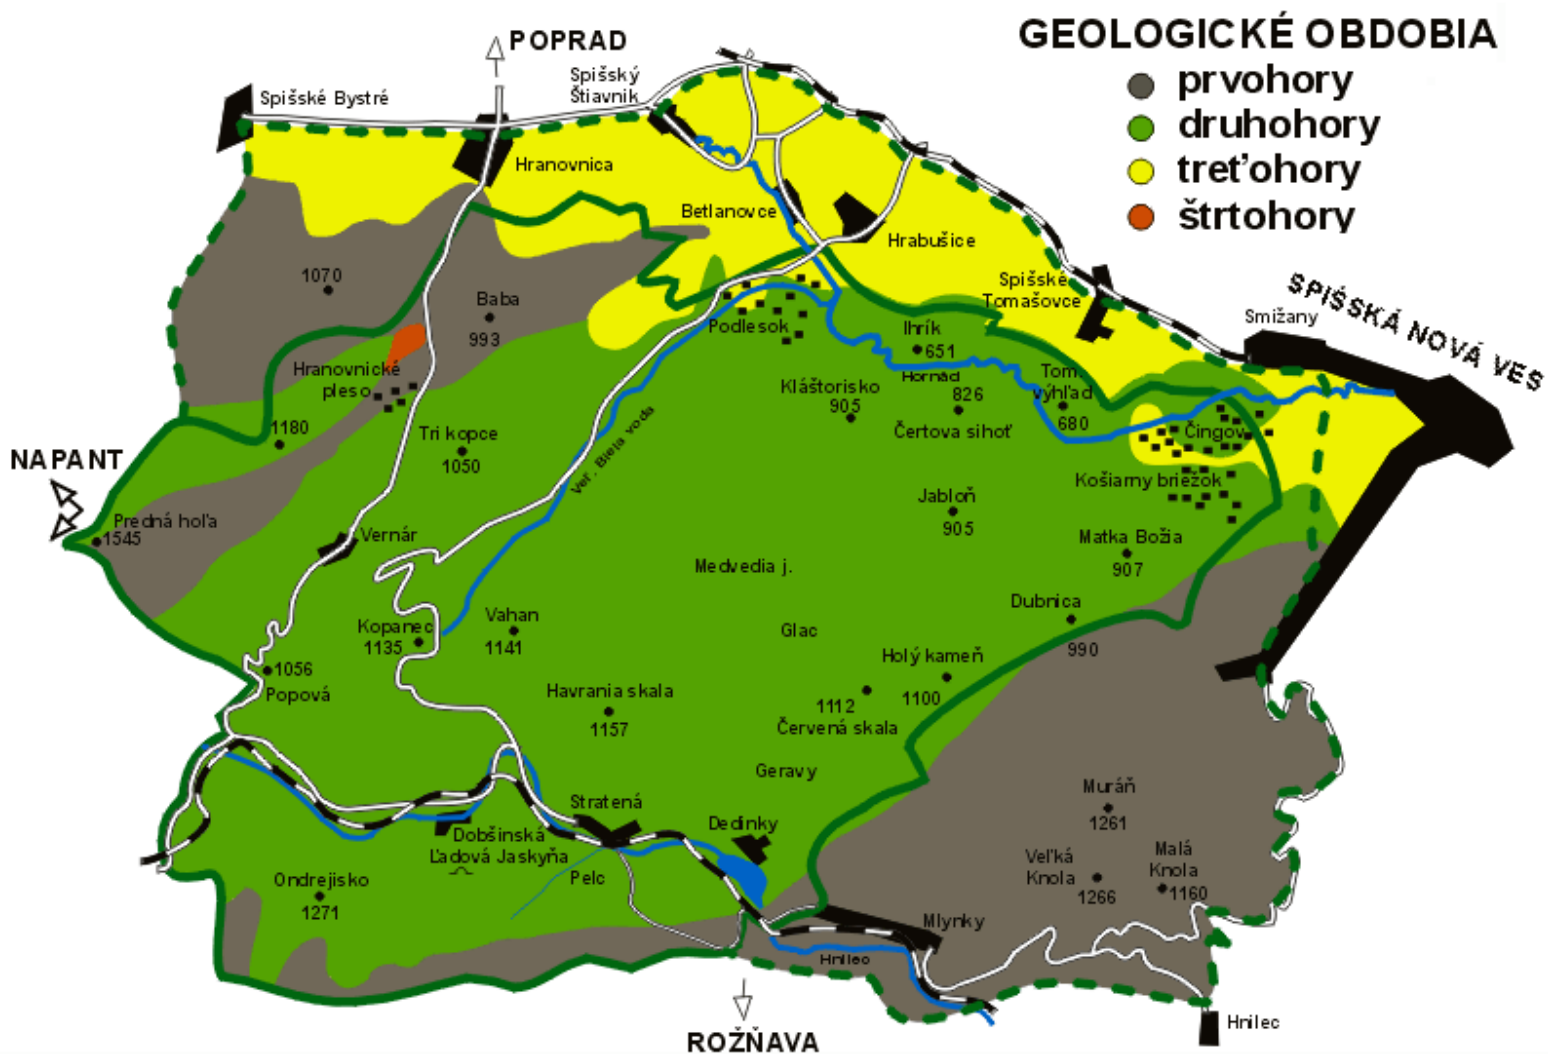 GEOLOGICKÉ OBDOBIA
prvohory
druhohory
treťohory
štrtohory
POPRAD
Spišský
Štiavnik
Spišské Bystré
Hranovnica
Betlanovce
Hrabušice
Spišské
Tomašovce
SPIŠSKÁ NOVÁ VES
Smižany
1070
Baba
993
Podlesok
Ihrík
651
Hornád
Hranovnické
pleso
Kláštorisko
905
826
Čertova sihoť
Tom.
výhľad
680
Čingov
1180
Tri kopce
1050
Veľ. Biela voda
NAPANT
Košiarny briežok
Jabloň
905
Predná hoľa
1545
Vernár
Matka Božia
907
Medvedia j.
Dubnica
990
Kopanec
1135
Vahan
1141
Glac
Holý kameň
1100
1056
Popová
Havrania skala
1157
1112
Červená skala
Geravy
Muráň
1261
Stratená
Dedinky
Dobšinská
Ľadová Jaskyňa
Pelc
Veľká
Knola
1266
Malá
Knola
1160
Ondrejisko
1271
Mlynky
Hnilec
Hnilec
ROŽŇAVA